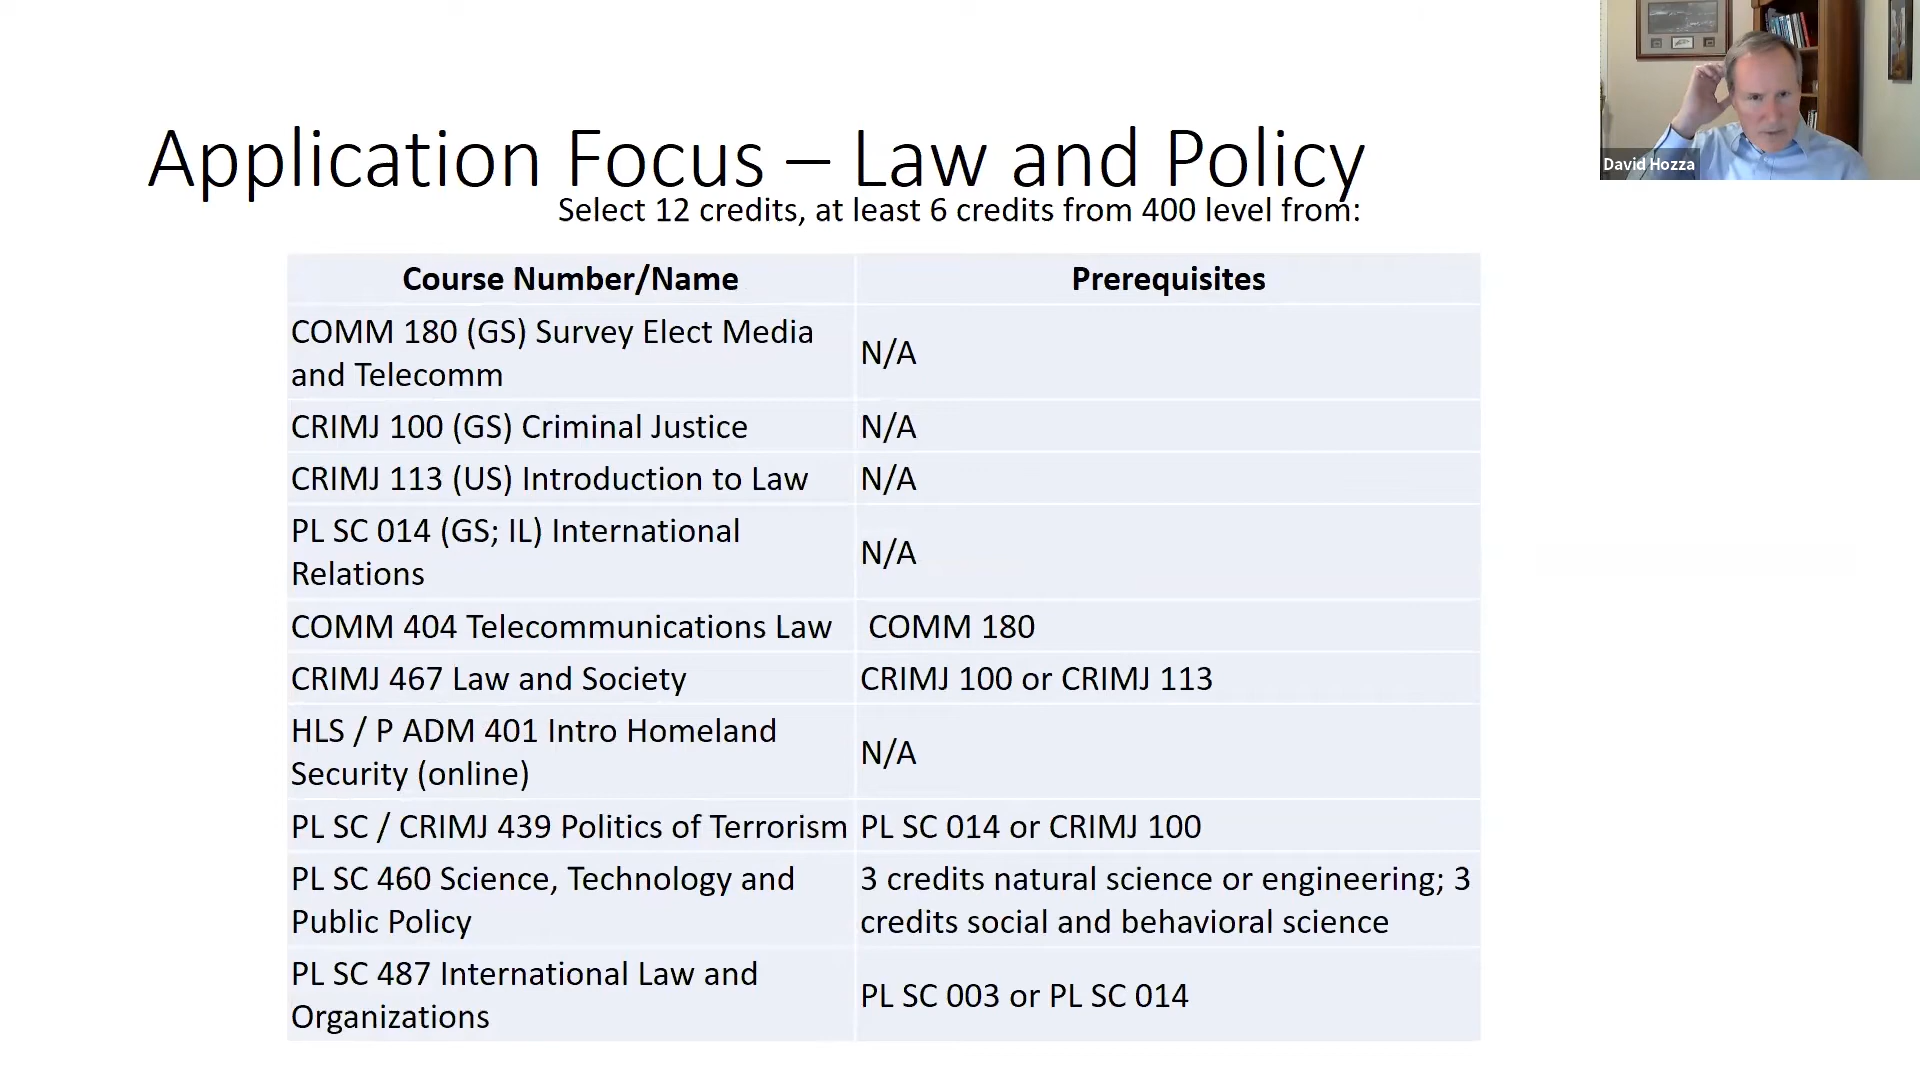 David Hozza
Application Focus – Law and Policy
Select 12 credits, at least 6 credits from 400 level from:
Course Number/Name
Prerequisites
COMM 180 (GS) Survey Elect Media
and Telecomm
N/A
CRIMJ 100 (GS) Criminal Justice
N/A
CRIMJ 113 (US) Introduction to Law
N/A
PL SC 014 (GS; IL) International
Relations
N/A
COMM 404 Telecommunications Law
COMM 180
CRIMJ 467 Law and Society
CRIMJ 100 or CRIMJ 113
HLS / P ADM 401 Intro Homeland
Security (online)
N/A
PL SC / CRIMJ 439 Politics of Terrorism
PL SC 014 or CRIMJ 100
PL SC 460 Science, Technology and
Public Policy
3 credits natural science or engineering; 3
credits social and behavioral science
PL SC 487 International Law and
Organizations
PL SC 003 or PL SC 014